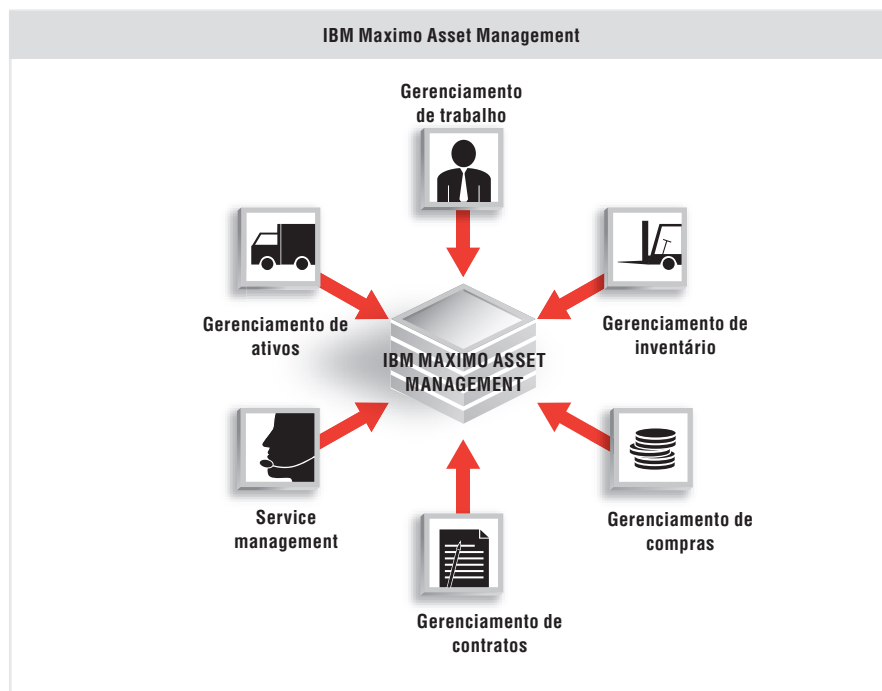 IBM Maximo Asset Management
Gerenciamento
de trabalho
Gerenciamento de
ativos
Gerenciamento de
inventário
IBM MAXIMO ASSET
MANAGEMENT
Service
management
Gerenciamento de
compras
Gerenciamento de
contratos